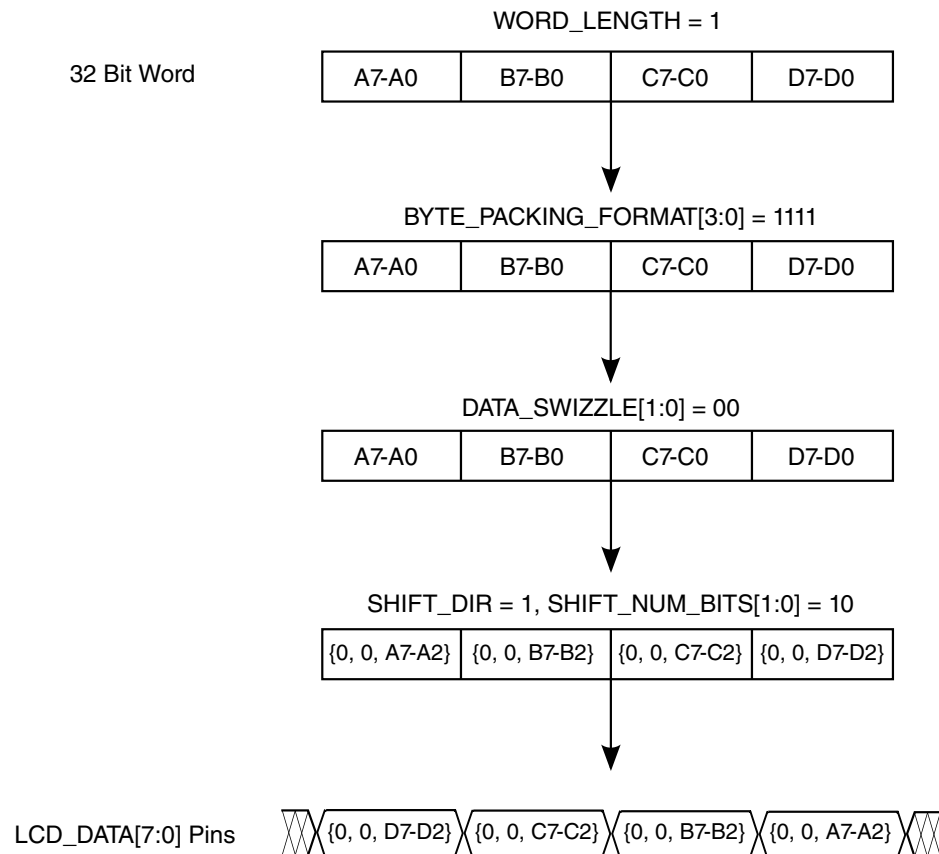 WORD_LENGTH = 1
32 Bit Word
A7-A0 B7-B0 C7-C0 D7-D0
BYTE_PACKING_FORMAT[3:0] = 1111
A7-A0 B7-B0 C7-C0 D7-D0
DATA_SWIZZLE[1:0] = 00
A7-A0 B7-B0 C7-C0 D7-D0
SHIFT_DIR = 1, SHIFT_NUM_BITS[1:0] = 10
{0, 0, A7-A2} {0, 0, B7-B2} {0, 0, C7-C2} {0, 0, D7-D2}
LCD_DATA[7:0] Pins {0, 0, D7-D2} {0, 0, C7-C2} {0, 0, B7-B2} {0, 0, A7-A2}